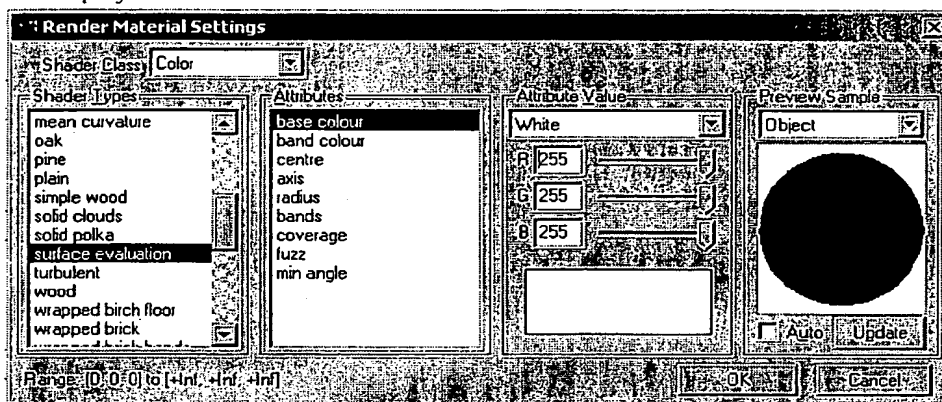 Render Material Settings
Shader Class Color
Shader Types
mean curvature
oak
pine
plain
simple wood
solid clouds
solid polka
surface evaluation
turbulent
wood
wrapped birch floor
wrapped brick
Attributes
base colour
band colour
centre
axis
radius
bands
coverage
fuzz
min angle
Attribute Value
White
R 255
G 255
B 255
Preview Sample
Object
Auto Update
Range: [0, 0, 0] to [+Inf, +Inf, +Inf]
OK Cancel